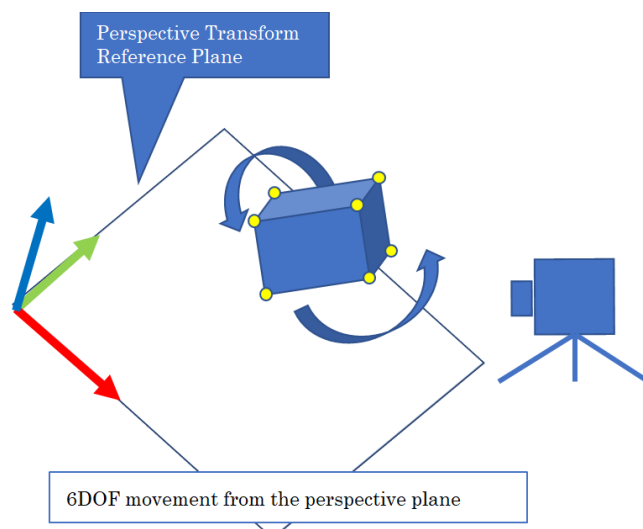 Perspective Transform
Reference Plane
6DOF movement from the perspective plane